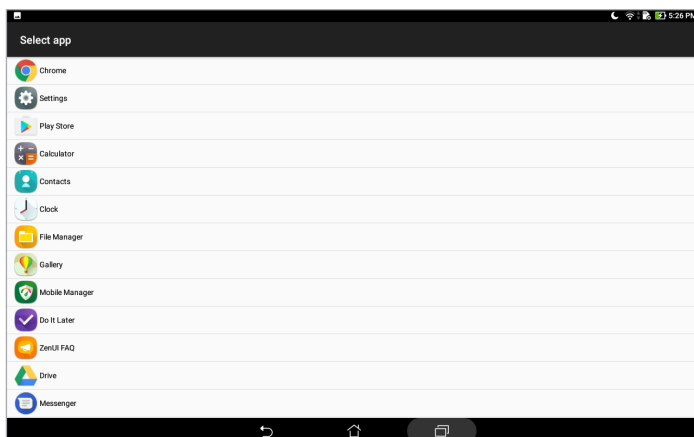 5:26 PM
Select app
Chrome
Settings
Play Store
Calculator
Contacts
Clock
File Manager
Gallery
Mobile Manager
Do It Later
ZenUI FAQ
Drive
Messenger